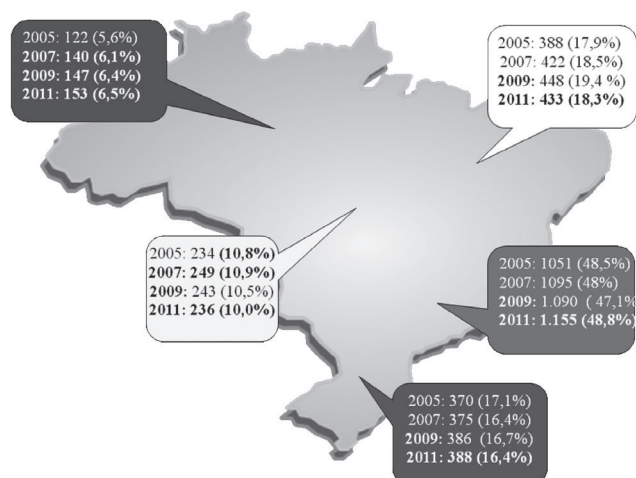 2005: 122 (5,6%)
2007: 140 (6,1%)
2009: 147 (6,4%)
2011: 153 (6,5%)
2005: 388 (17,9%)
2007: 422 (18,5%)
2009: 448 (19,4 %)
2011: 433 (18,3%)
2005: 234 (10,8%)
2007: 249 (10,9%)
2009: 243 (10,5%)
2011: 236 (10,0%)
2005: 1051 (48,5%)
2007: 1095 (48%)
2009: 1.090 ( 47,1%
2011: 1.155 (48,8%)
2005: 370 (17,1%)
2007: 375 (16,4%)
2009: 386 (16,7%)
2011: 388 (16,4%)